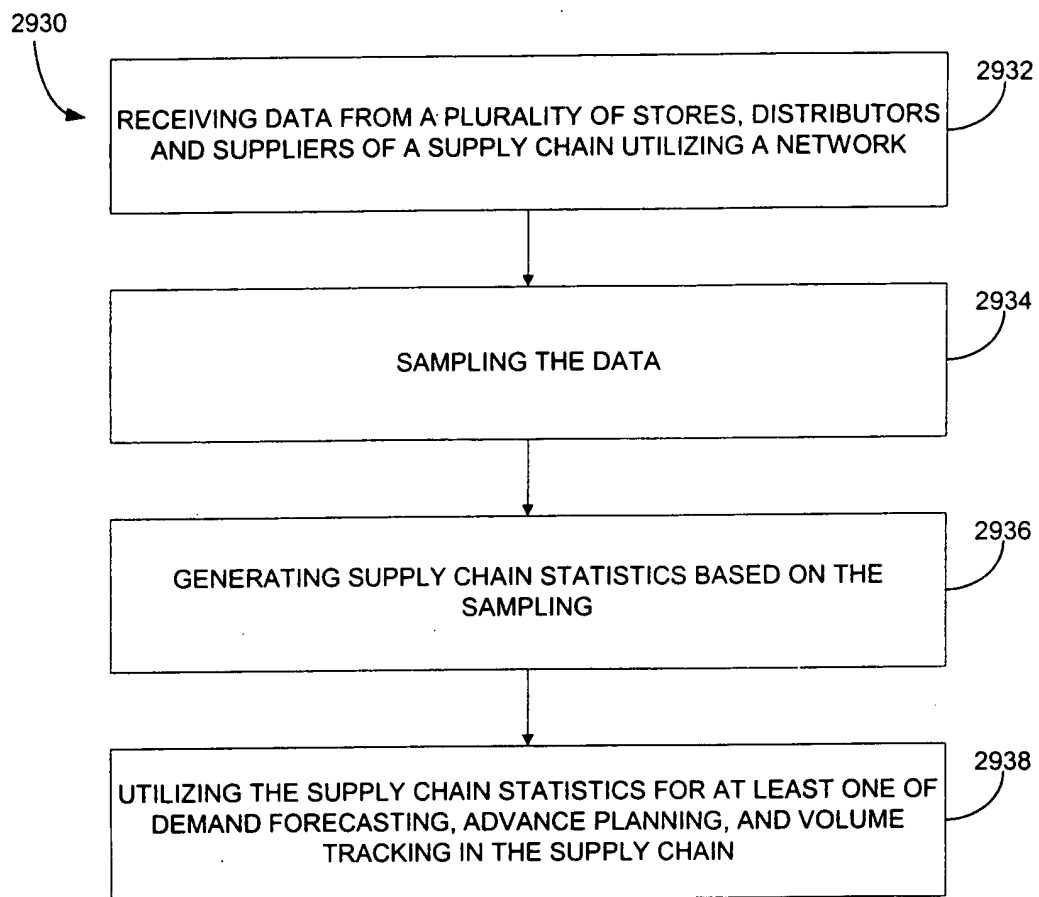 2930
2932
RECEIVING DATA FROM A PLURALITY OF STORES, DISTRIBUTORS
AND SUPPLIERS OF A SUPPLY CHAIN UTILIZING A NETWORK
2934
SAMPLING THE DATA
2936
GENERATING SUPPLY CHAIN STATISTICS BASED ON THE
SAMPLING
2938
UTILIZING THE SUPPLY CHAIN STATISTICS FOR AT LEAST ONE OF
DEMAND FORECASTING, ADVANCE PLANNING, AND VOLUME
TRACKING IN THE SUPPLY CHAIN